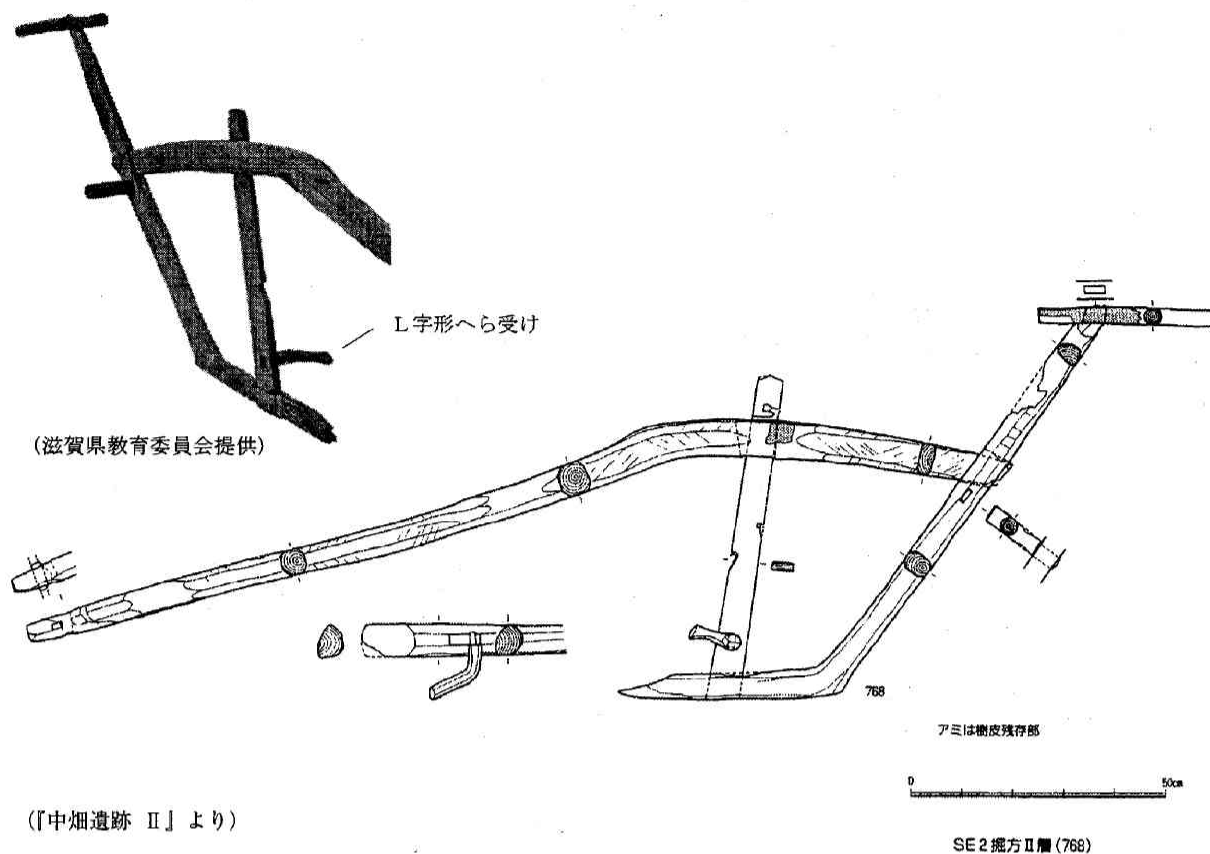 L字形へら受け
(滋賀県教育委員会提供)
768
アミは樹皮残存部
0 50cm
(『中畑遺跡 Ⅱ』より)
SE2掘方Ⅱ層(768)